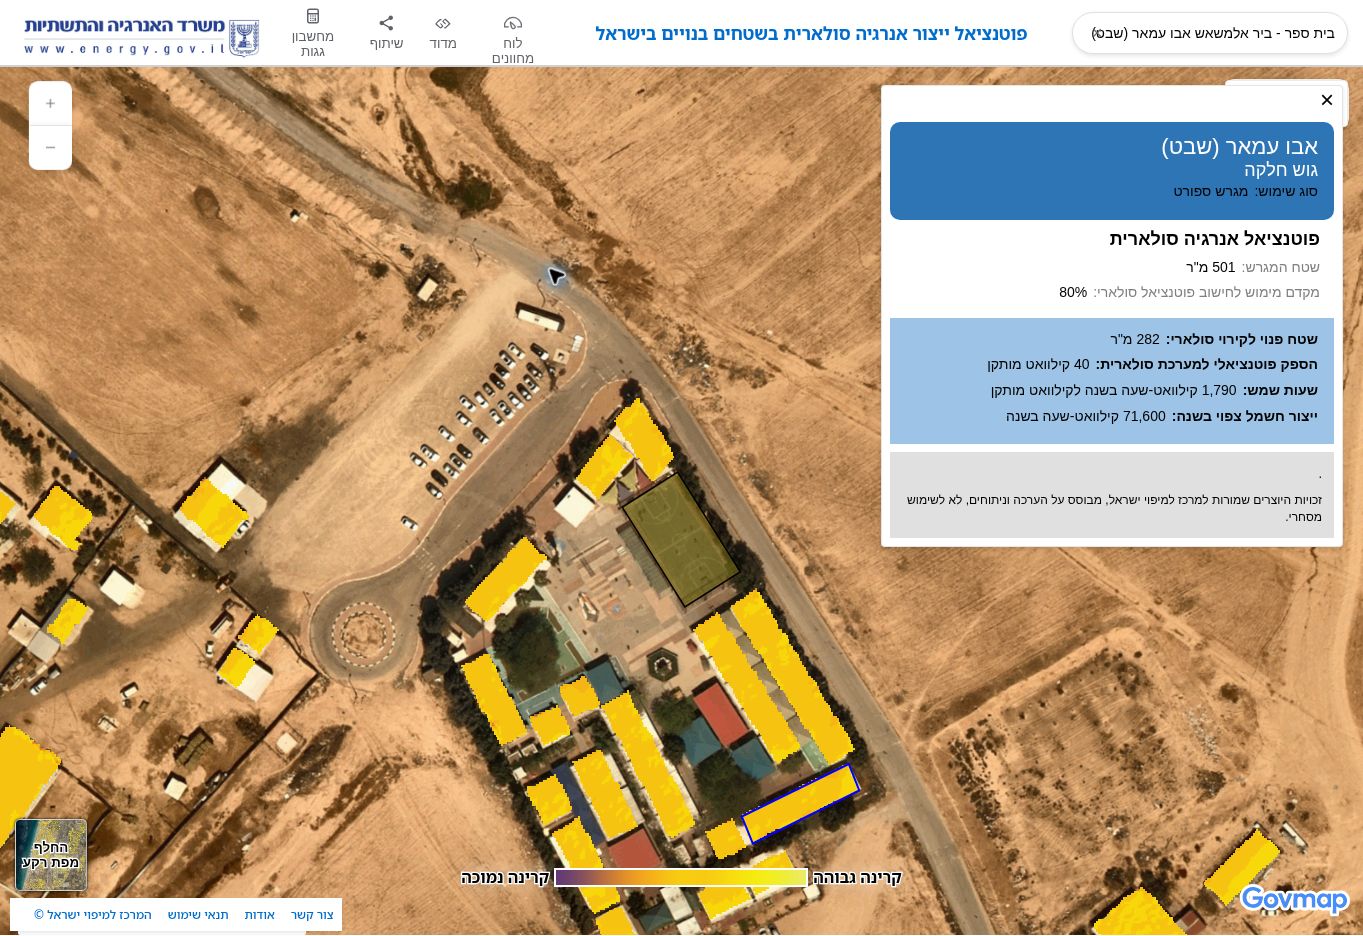 בית ספר - ביר אלמשאש אבו עמאר (שבט)
פוטנציאל ייצור אנרגיה סולארית בשטחים בנויים בישראל
לוח
מחוונים
מדוד
שיתוף
מחשבון
גגות
משרד האנרגיה והתשתיות
www.energy.gov.il
+
−
×
אבו עמאר (שבט)
גוש חלקה
סוג שימוש: מגרש ספורט
פוטנציאל אנרגיה סולארית
שטח המגרש: 501 מ"ר
מקדם מימוש לחישוב פוטנציאל סולארי: 80%
שטח פנוי לקירוי סולארי: 282 מ"ר
הספק פוטנציאלי למערכת סולארית: 40 קילוואט מותקן
שעות שמש: 1,790 קילוואט-שעה בשנה לקילוואט מותקן
ייצור חשמל צפוי בשנה: 71,600 קילוואט-שעה בשנה
.
זכויות היוצרים שמורות למרכז למיפוי ישראל, מבוסס על הערכה וניתוחים, לא לשימוש
מסחרי.
החלף
מפת רקע
קרינה גבוהה
קרינה נמוכה
Govmap
צור קשר אודות תנאי שימוש המרכז למיפוי ישראל ©